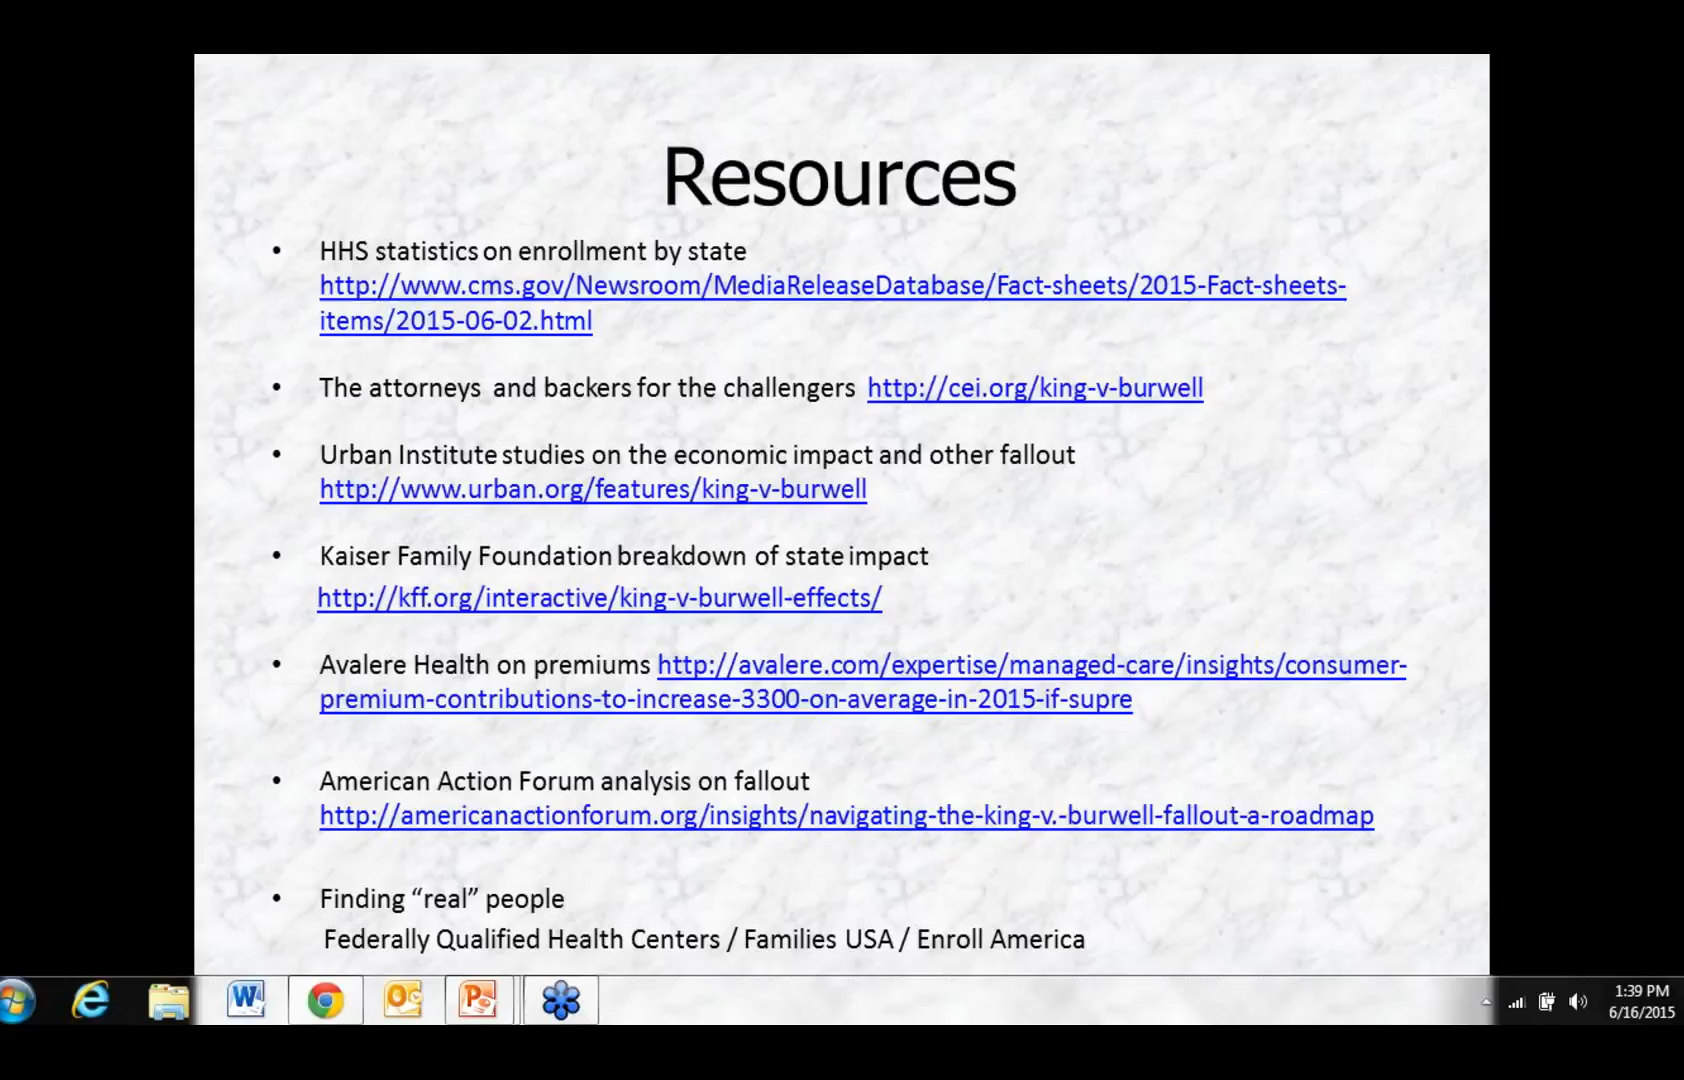 Resources
• HHS statistics on enrollment by state
http://www.cms.gov/Newsroom/MediaReleaseDatabase/Fact-sheets/2015-Fact-sheets-
items/2015-06-02.html
• The attorneys and backers for the challengers http://cei.org/king-v-burwell
• Urban Institute studies on the economic impact and other fallout
http://www.urban.org/features/king-v-burwell
• Kaiser Family Foundation breakdown of state impact
http://kff.org/interactive/king-v-burwell-effects/
• Avalere Health on premiums http://avalere.com/expertise/managed-care/insights/consumer-
premium-contributions-to-increase-3300-on-average-in-2015-if-supre
• American Action Forum analysis on fallout
http://americanactionforum.org/insights/navigating-the-king-v.-burwell-fallout-a-roadmap
• Finding “real” people
Federally Qualified Health Centers / Families USA / Enroll America
1:39 PM
6/16/2015